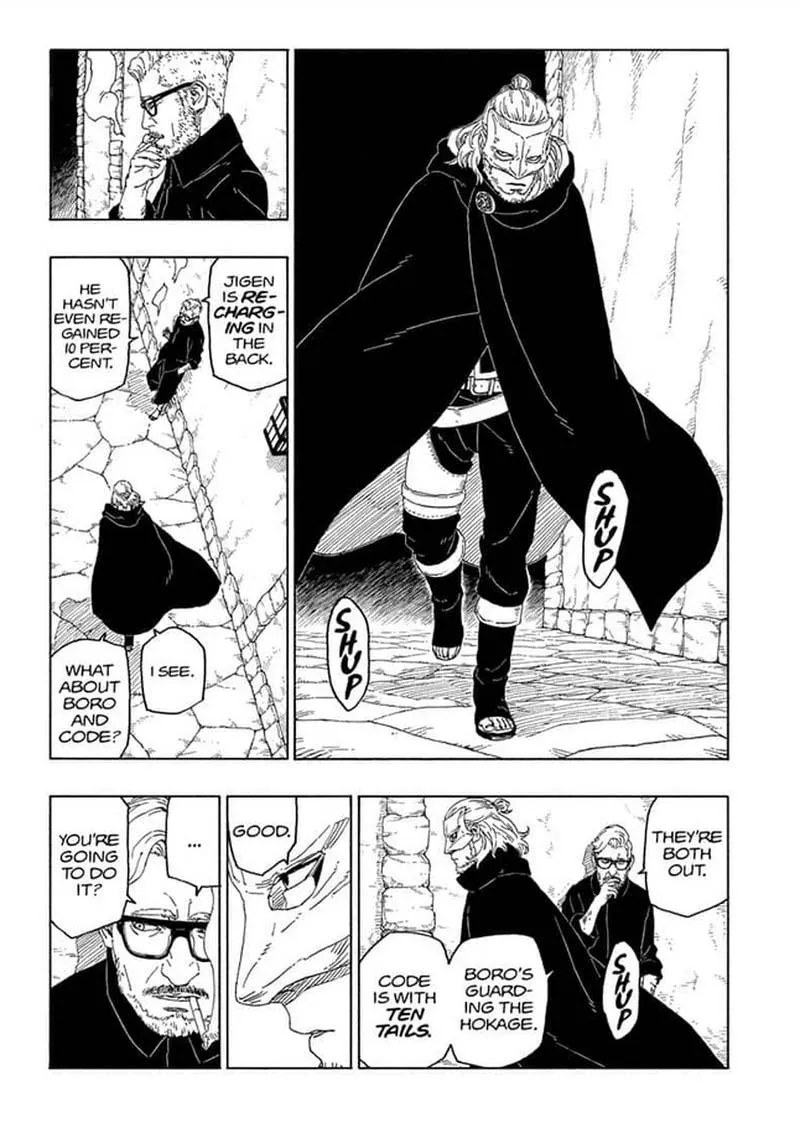 SHUP
SHUP
JIGEN
IS RE-
CHARG-
ING IN
THE
BACK.
HE
HASN'T
EVEN RE-
GAINED
10 PER-
CENT.
I SEE.
WHAT
ABOUT
BORO
AND
CODE?
THEY'RE
BOTH
OUT.
BORO'S
GUARD-
ING THE
HOKAGE.
CODE
IS WITH
TEN
TAILS.
SHUP
GOOD.
...
YOU'RE
GOING
TO DO
IT?